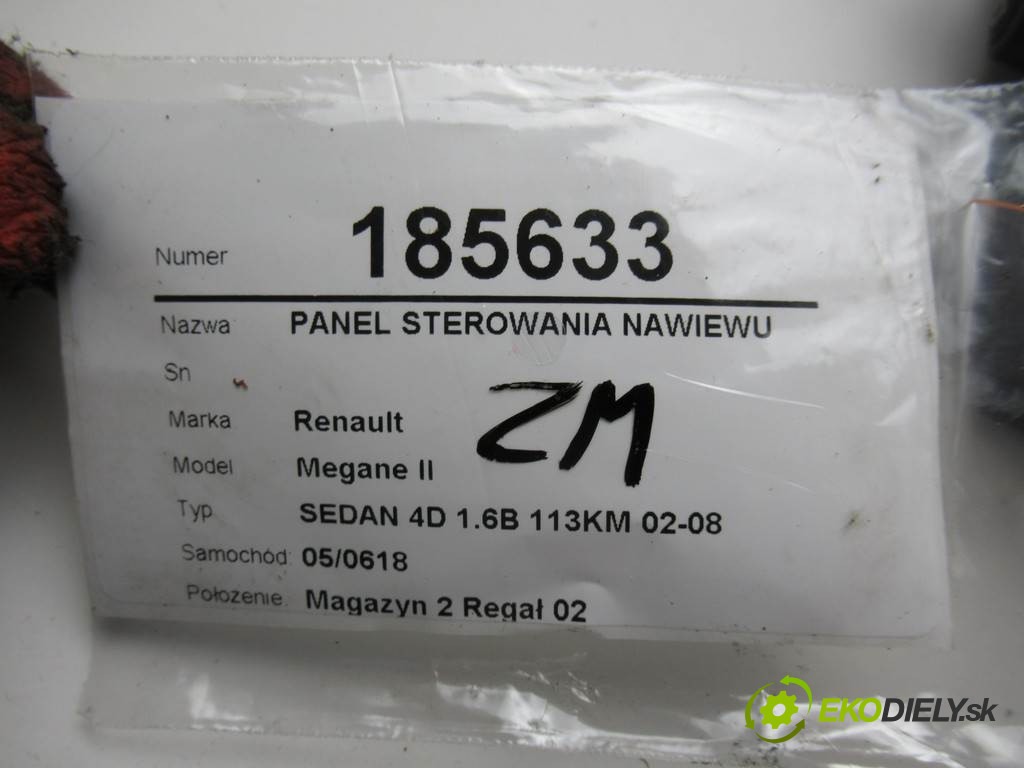 Numer 185633
Nazwa PANEL STEROWANIA NAWIEWU
Sn
ZM
Marka Renault
Model Megane II
Typ SEDAN 4D 1.6B 113KM 02-08
Samochód: 05/0618
Położenie: Magazyn 2 Regał 02
EKODIELY.sk